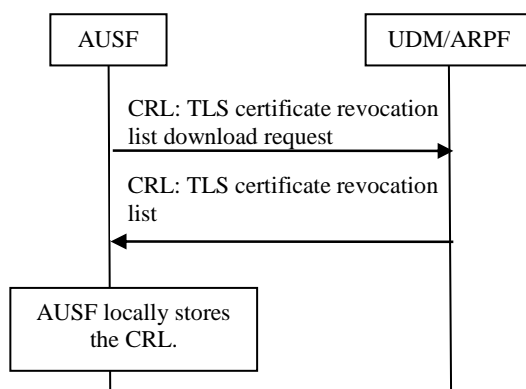 AUSF
UDM/ARPF
CRL: TLS certificate revocation
list download request
CRL: TLS certificate revocation
list
AUSF locally stores
the CRL.